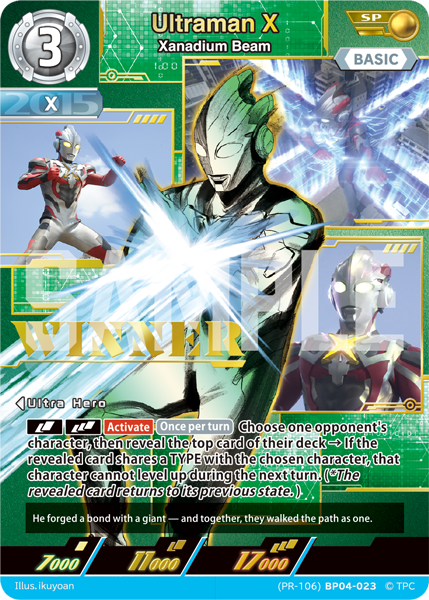 3
Ultraman X
Xanadium Beam
SP
BASIC
2015
X
SAMPLE
WINNER
Ultra Hero
Activate Once per turn Choose one opponent's
character, then reveal the top card of their deck → If the
revealed card shares a TYPE with the chosen character, that
character cannot level up during the next turn. (*The
revealed card returns to its previous state.)
He forged a bond with a giant — and together, they walked the path as one.
7000
11000
17000
Illus.ikuyoan
(PR-106) BP04-023 © TPC